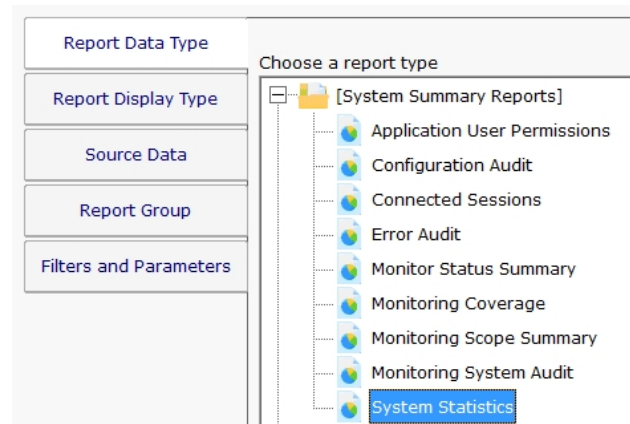 Report Data Type
Report Display Type
Source Data
Report Group
Filters and Parameters
Choose a report type
[System Summary Reports]
Application User Permissions
Configuration Audit
Connected Sessions
Error Audit
Monitor Status Summary
Monitoring Coverage
Monitoring Scope Summary
Monitoring System Audit
System Statistics